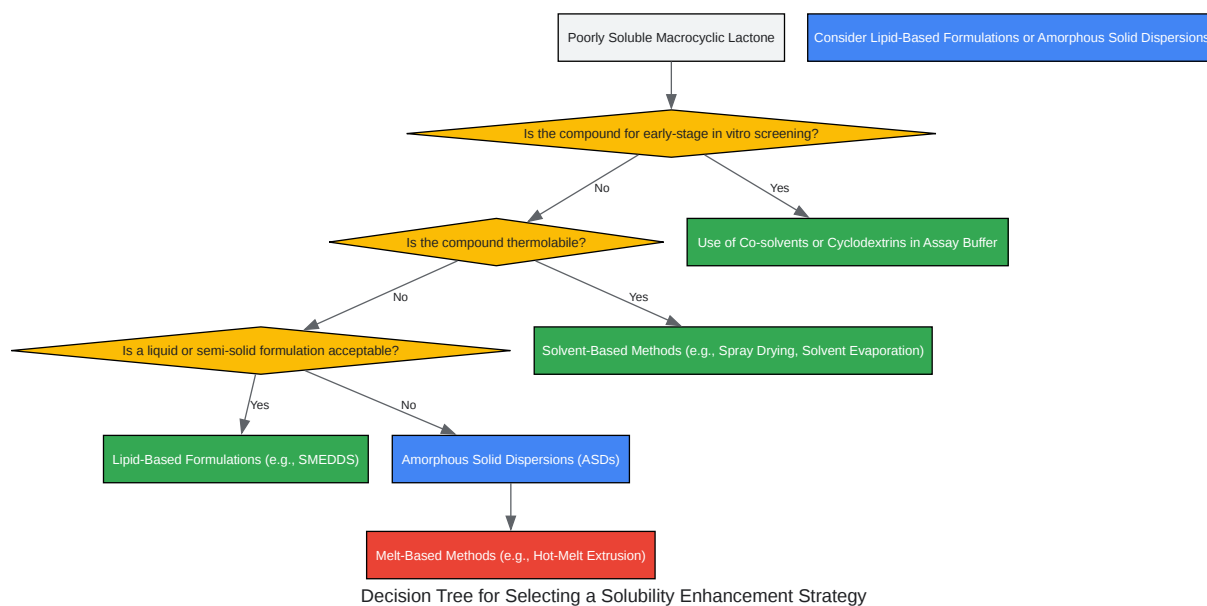 Poorly Soluble Macrocyclic Lactone
Consider Lipid-Based Formulations or Amorphous Solid Dispersions
Is the compound for early-stage in vitro screening?
No
Yes
Is the compound thermolabile?
Use of Co-solvents or Cyclodextrins in Assay Buffer
No
Yes
Is a liquid or semi-solid formulation acceptable?
Solvent-Based Methods (e.g., Spray Drying, Solvent Evaporation)
Yes
No
Lipid-Based Formulations (e.g., SMEDDS)
Amorphous Solid Dispersions (ASDs)
Melt-Based Methods (e.g., Hot-Melt Extrusion)
Decision Tree for Selecting a Solubility Enhancement Strategy